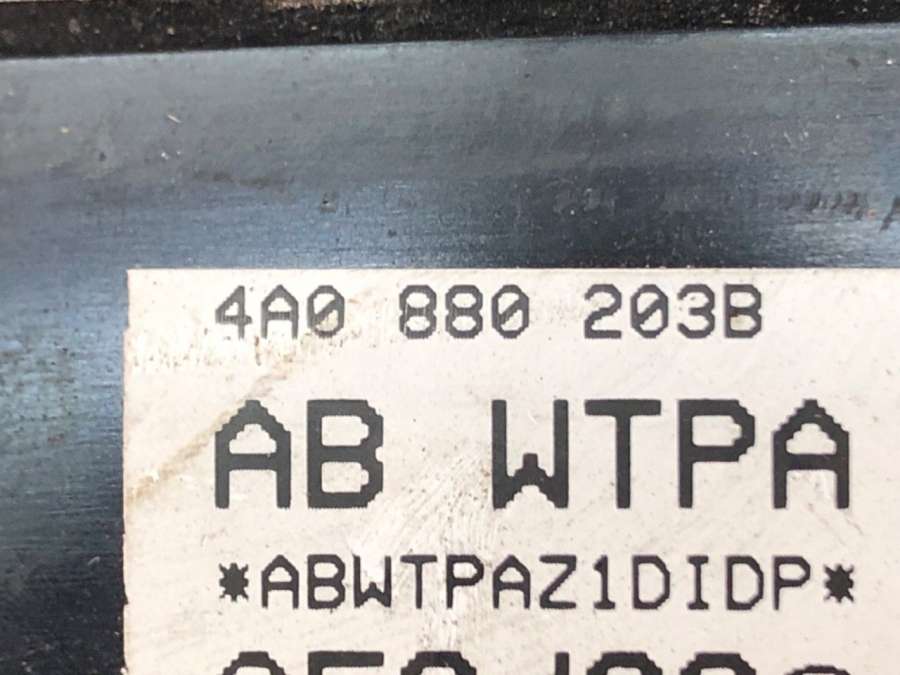 4A0 880 203B
AB WTPA
*ABWTPAZ1DIDP*